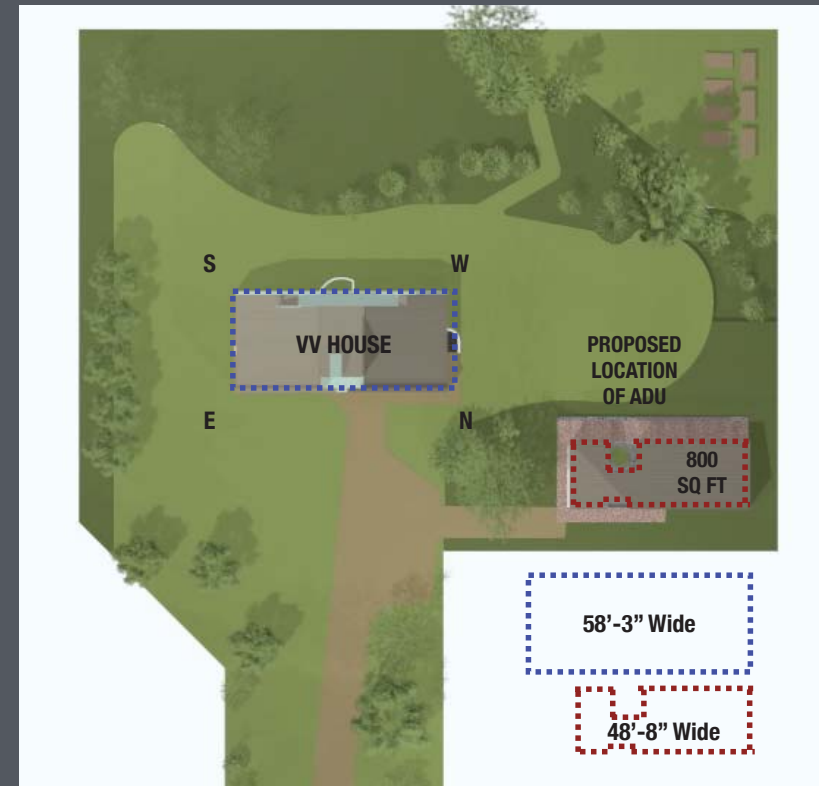 S
W
VV HOUSE
PROPOSED
LOCATION
OF ADU
E
N
800
SQ FT
58’-3” Wide
48’-8” Wide